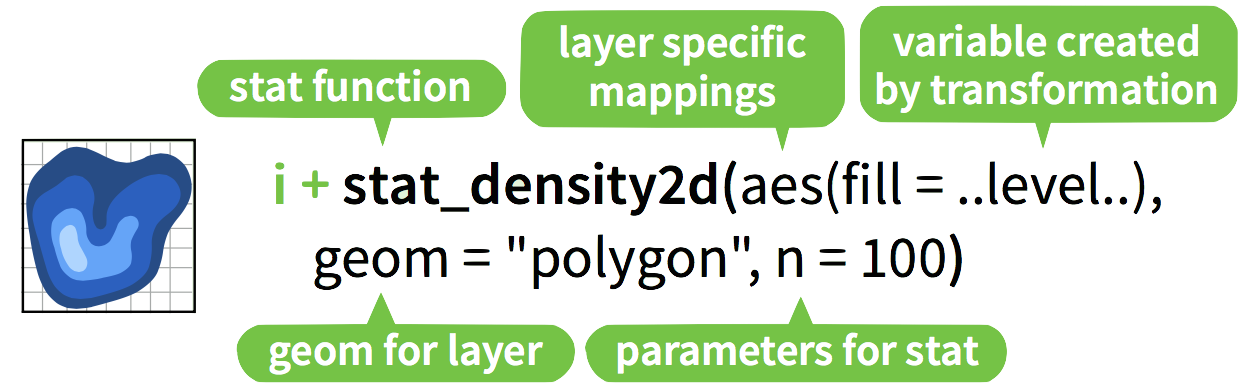 stat function
layer specific
mappings
variable created
by transformation
i + stat_density2d(aes(fill = ..level..),
geom = "polygon", n = 100)
geom for layer
parameters for stat